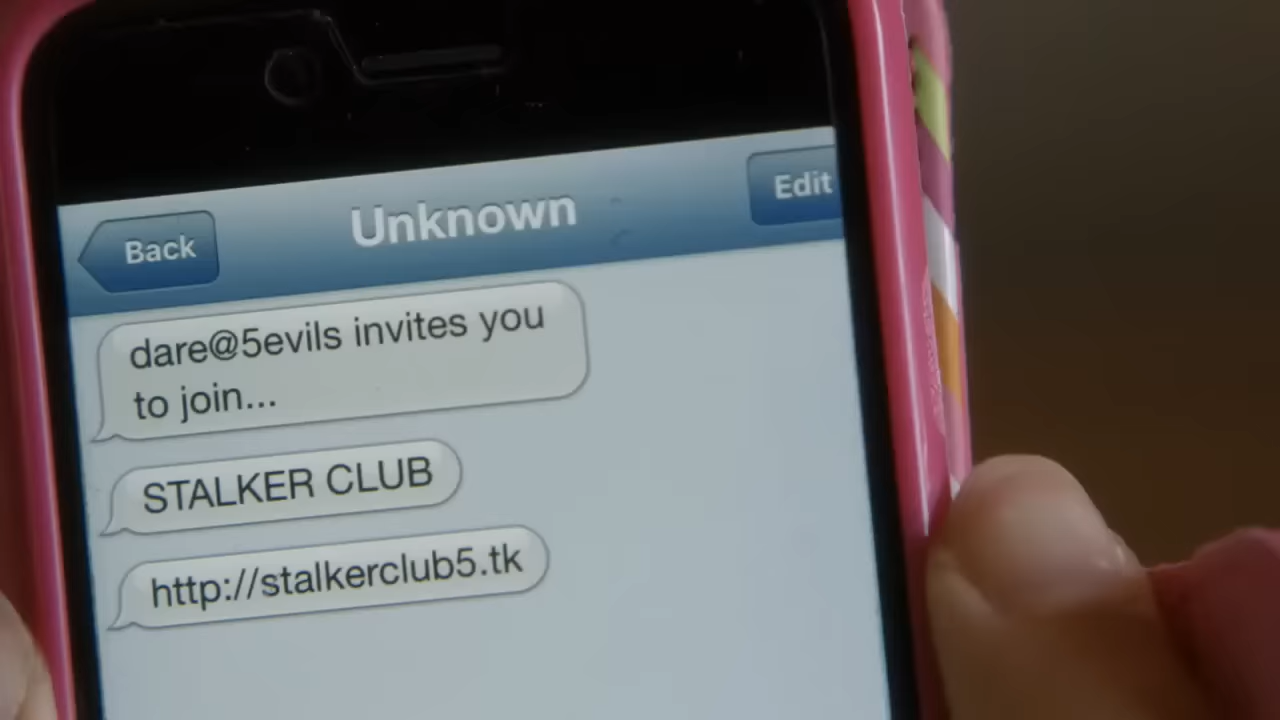 Unknown
Back
Edit
dare@5evils invites you
to join...
STALKER CLUB
http://stalkerclub5.tk